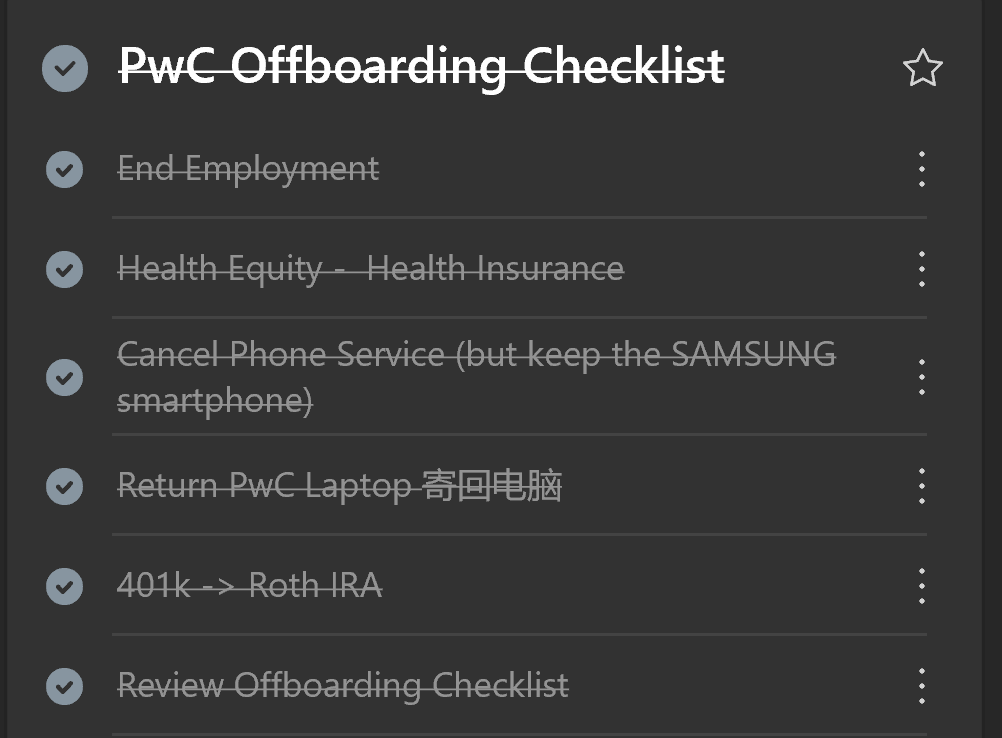 PwC Offboarding Checklist
End Employment
Health Equity -  Health Insurance
Cancel Phone Service (but keep the SAMSUNG
smartphone)
Return PwC Laptop 寄回电脑
401k -> Roth IRA
Review Offboarding Checklist